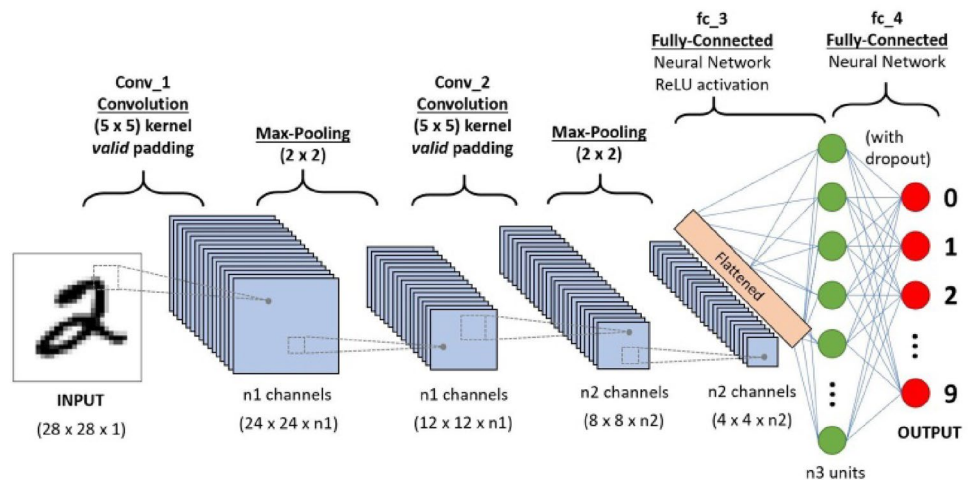 fc_3
Fully-Connected
Neural Network
ReLU activation
fc_4
Fully-Connected
Neural Network
Conv_1
Convolution
(5 x 5) kernel
valid padding
Max-Pooling
(2 x 2)
Conv_2
Convolution
(5 x 5) kernel
valid padding
Max-Pooling
(2 x 2)
(with
dropout)
Flattened
0
1
2
9
2
INPUT
(28 x 28 x 1)
n1 channels
(24 x 24 x n1)
n1 channels
(12 x 12 x n1)
n2 channels
(8 x 8 x n2)
n2 channels
(4 x 4 x n2)
n3 units
OUTPUT